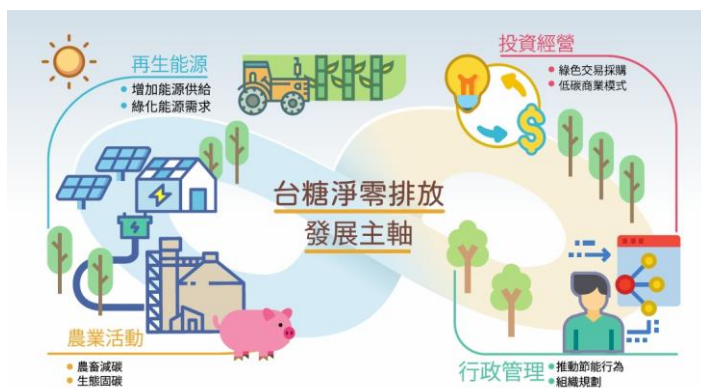 再生能源
增加能源供給
綠化能源需求
投資經營
綠色交易採購
低碳商業模式
台糖淨零排放
發展主軸
農業活動
農畜減碳
生態固碳
行政管理
推動節能行為
組織規劃